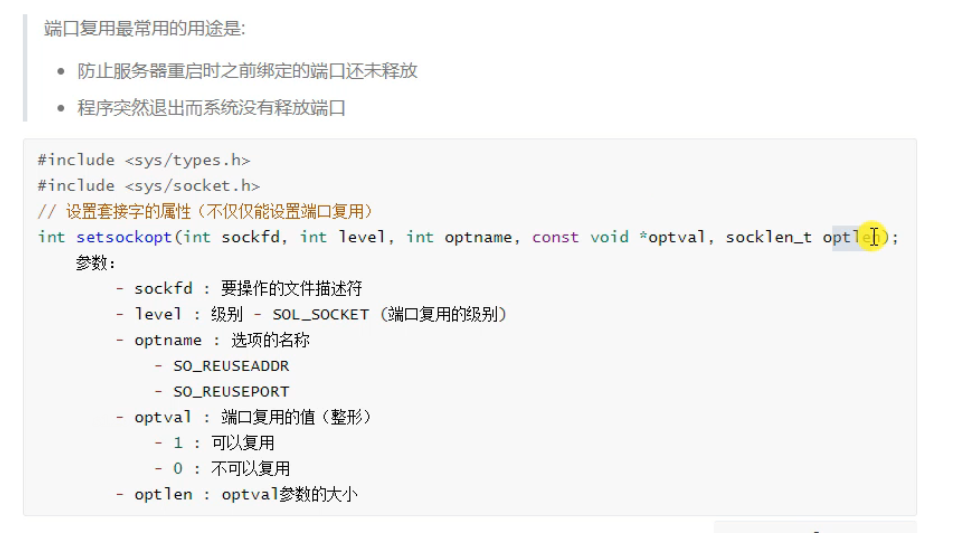 端口复用最常用的用途是:
防止服务器重启时之前绑定的端口还未释放
程序突然退出而系统没有释放端口
#include <sys/types.h>
#include <sys/socket.h>
// 设置套接字的属性（不仅仅能设置端口复用）
int setsockopt(int sockfd, int level, int optname, const void *optval, socklen_t optlen);
参数：
- sockfd : 要操作的文件描述符
- level : 级别 - SOL_SOCKET (端口复用的级别)
- optname : 选项的名称
- SO_REUSEADDR
- SO_REUSEPORT
- optval : 端口复用的值（整形）
- 1 : 可以复用
- 0 : 不可以复用
- optlen : optval参数的大小